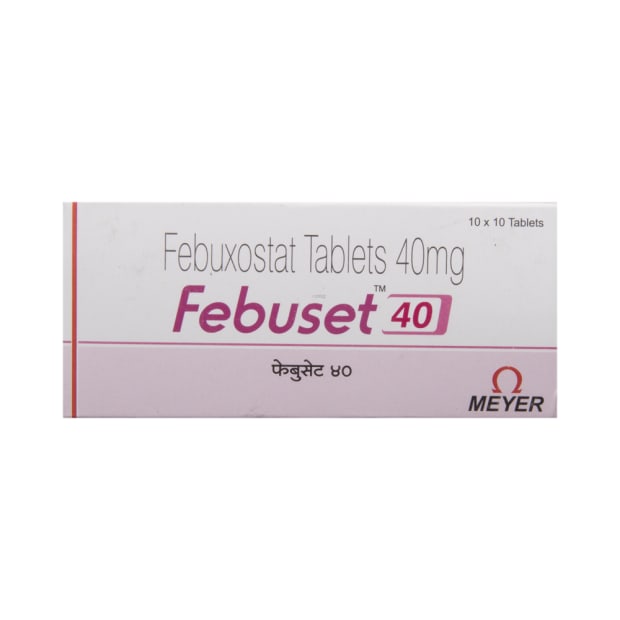 10 x 10 Tablets
Febuxostat Tablets 40mg
Febuset™ 40
फेबुसेट ४०
MEYER